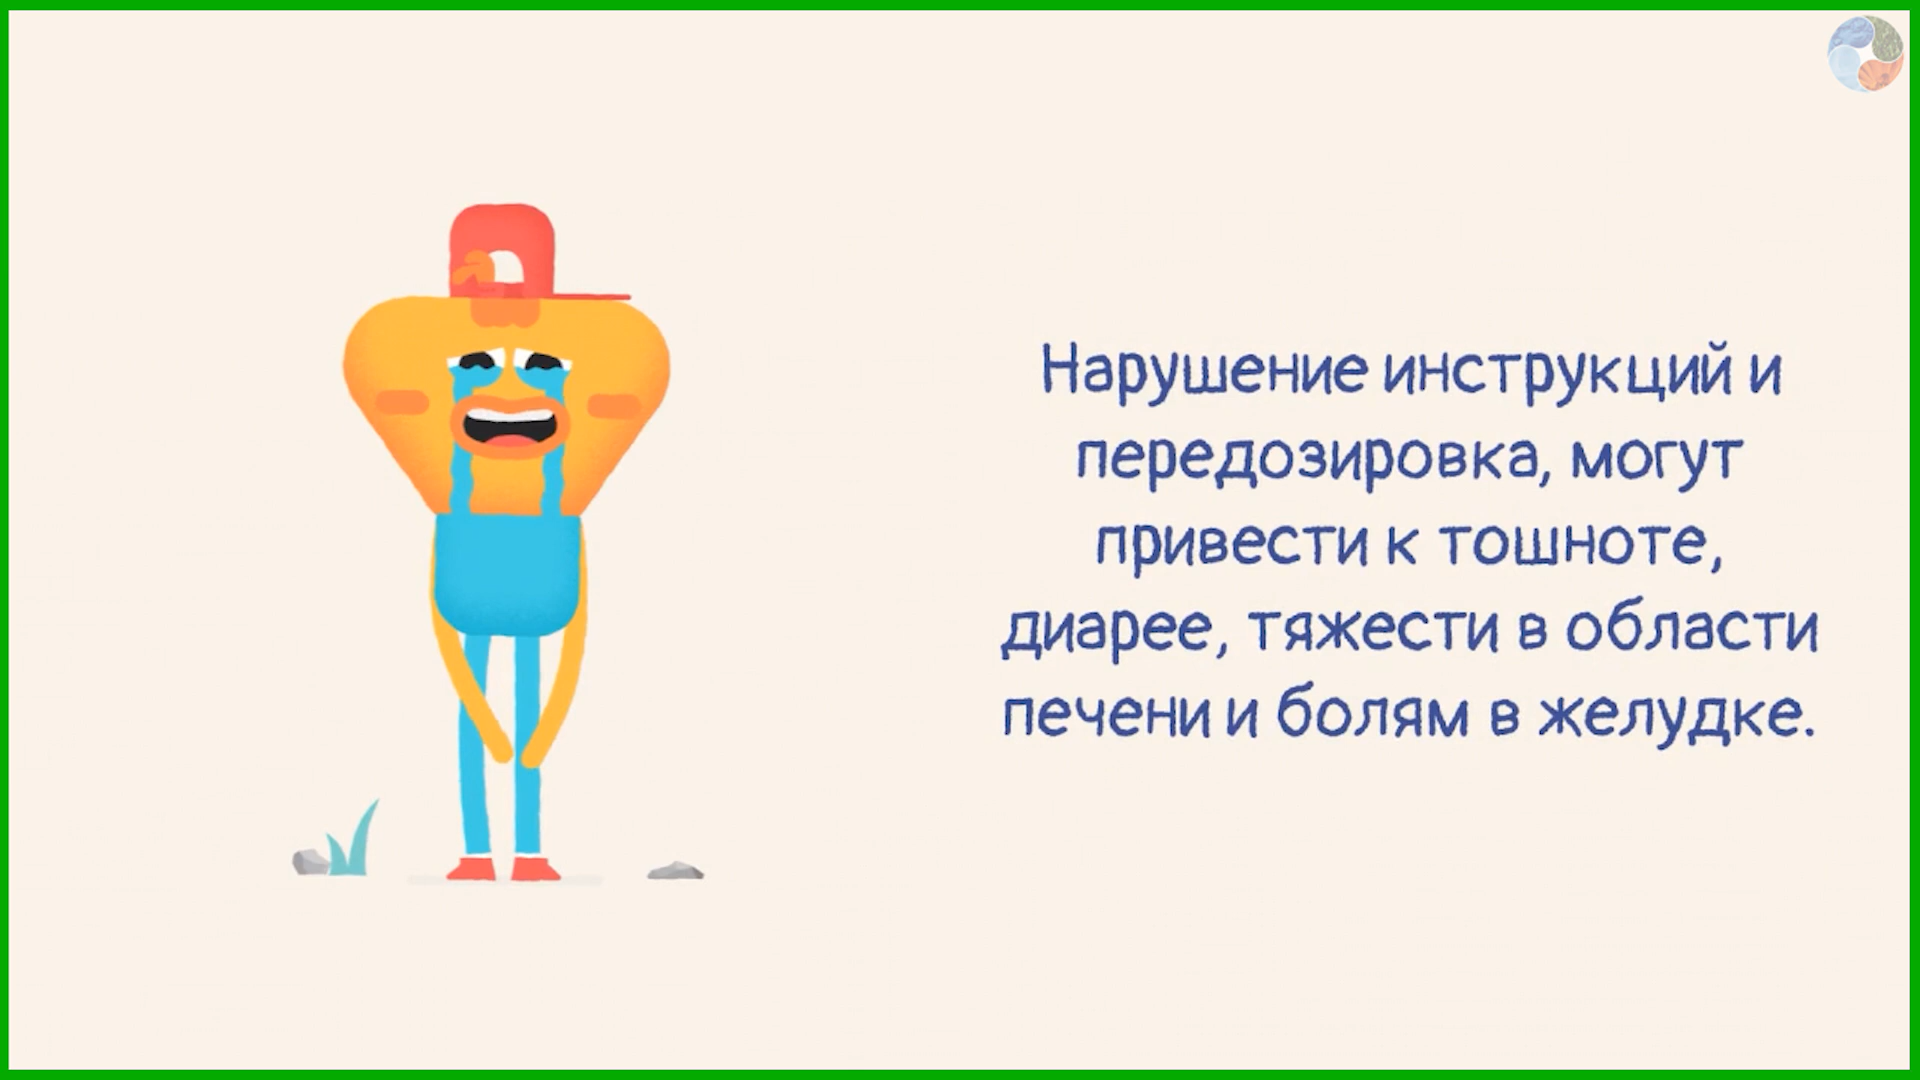 Нарушение инструкций и
передозировка, могут
привести к тошноте,
диарее, тяжести в области
печени и болям в желудке.